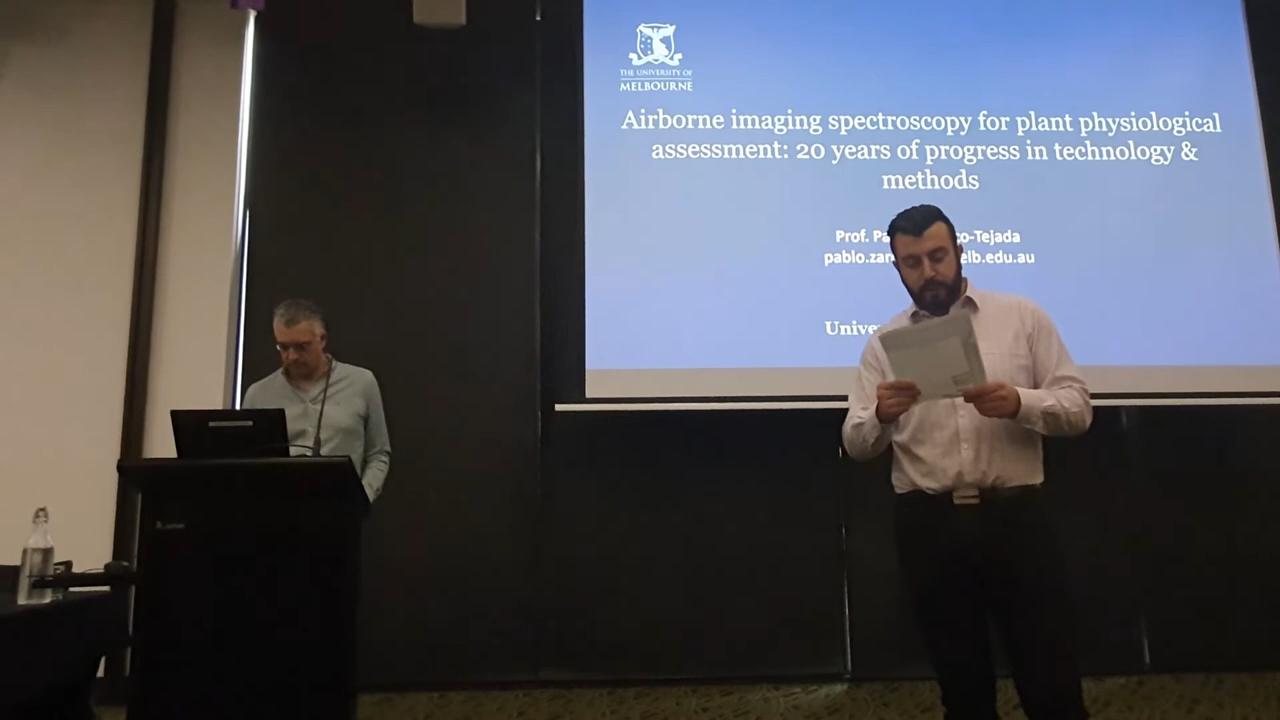 THE UNIVERSITY OF
MELBOURNE
Airborne imaging spectroscopy for plant physiological
assessment: 20 years of progress in technology &
methods
Prof. Pa co-Tejada
pablo.zar elb.edu.au
Unive